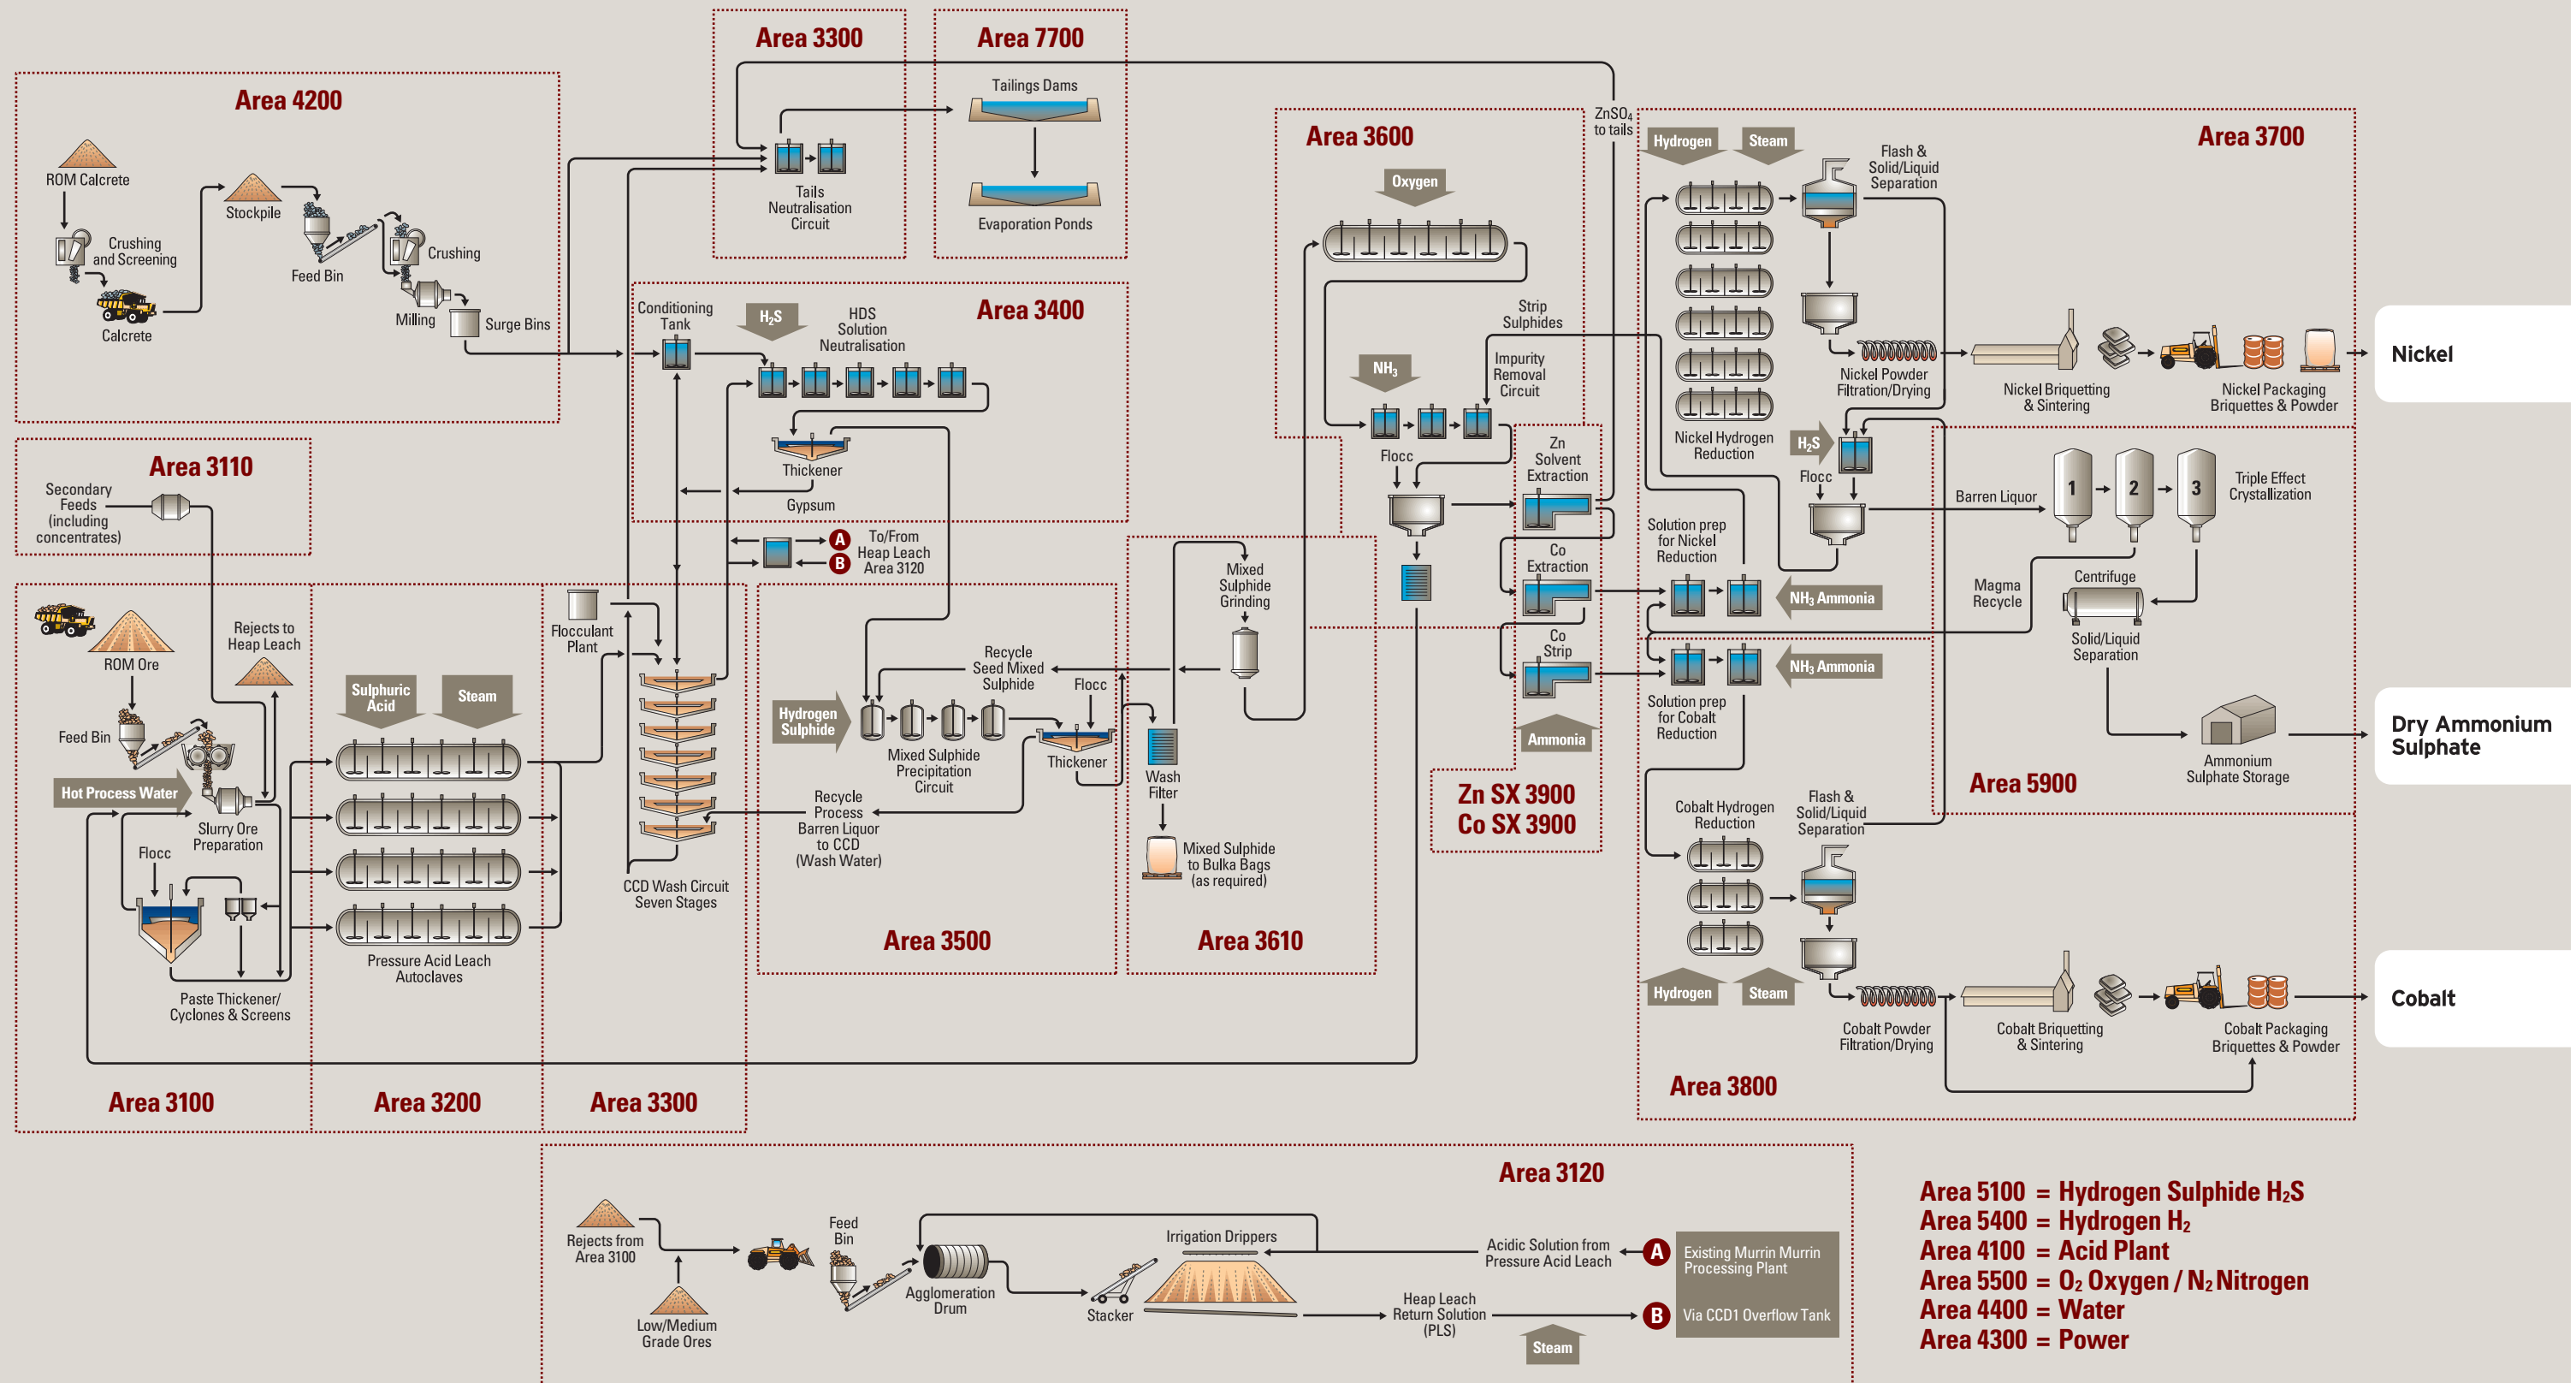 Area 4200
ROM Calcrete
Crushing
and Screening
Calcrete
Stockpile
Feed Bin
Crushing
Milling
Surge Bins
Area 3300
Tails
Neutralisation
Circuit
Area 7700
Tailings Dams
Evaporation Ponds
Area 3400
Conditioning
Tank
H₂S
HDS
Solution
Neutralisation
Thickener
Gypsum
A
B
To/From
Heap Leach
Area 3120
Area 3110
Secondary
Feeds
(including
concentrates)
ROM Ore
Rejects to
Heap Leach
Feed Bin
Hot Process Water
Slurry Ore
Preparation
Flocc
Paste Thickener/
Cyclones & Screens
Area 3100
Sulphuric
Acid
Steam
Pressure Acid Leach
Autoclaves
Area 3200
Flocculant
Plant
CCD Wash Circuit
Seven Stages
Area 3300
Hydrogen
Sulphide
Recycle
Seed Mixed
Sulphide
Flocc
Mixed Sulphide
Precipitation
Circuit
Thickener
Recycle
Process
Barren Liquor
to CCD
(Wash Water)
Area 3500
Mixed
Sulphide
Grinding
Wash
Filter
Mixed Sulphide
to Bulka Bags
(as required)
Area 3610
Area 3600
Oxygen
Strip
Sulphides
NH₃
Impurity
Removal
Circuit
Flocc
ZnSO₄
to tails
Zn
Solvent
Extraction
Co
Extraction
Co
Strip
Ammonia
Zn SX 3900
Co SX 3900
Area 3700
Hydrogen
Steam
Flash &
Solid/Liquid
Separation
Nickel Hydrogen
Reduction
Nickel Powder
Filtration/Drying
Nickel Briquetting
& Sintering
Nickel Packaging
Briquettes & Powder
Nickel
H₂S
Flocc
Barren Liquor
1
2
3
Triple Effect
Crystallization
Solution prep
for Nickel
Reduction
NH₃ Ammonia
Magma
Recycle
Centrifuge
Solid/Liquid
Separation
NH₃ Ammonia
Solution prep
for Cobalt
Reduction
Ammonium
Sulphate Storage
Dry Ammonium
Sulphate
Area 5900
Cobalt Hydrogen
Reduction
Flash &
Solid/Liquid
Separation
Hydrogen
Steam
Cobalt Powder
Filtration/Drying
Cobalt Briquetting
& Sintering
Cobalt Packaging
Briquettes & Powder
Cobalt
Area 3800
Area 3120
Rejects from
Area 3100
Low/Medium
Grade Ores
Feed
Bin
Agglomeration
Drum
Stacker
Irrigation Drippers
Acidic Solution from
Pressure Acid Leach
A
Existing Murrin Murrin
Processing Plant
Heap Leach
Return Solution
(PLS)
Steam
B
Via CCD1 Overflow Tank
Area 5100 = Hydrogen Sulphide H₂S
Area 5400 = Hydrogen H₂
Area 4100 = Acid Plant
Area 5500 = O₂ Oxygen / N₂ Nitrogen
Area 4400 = Water
Area 4300 = Power